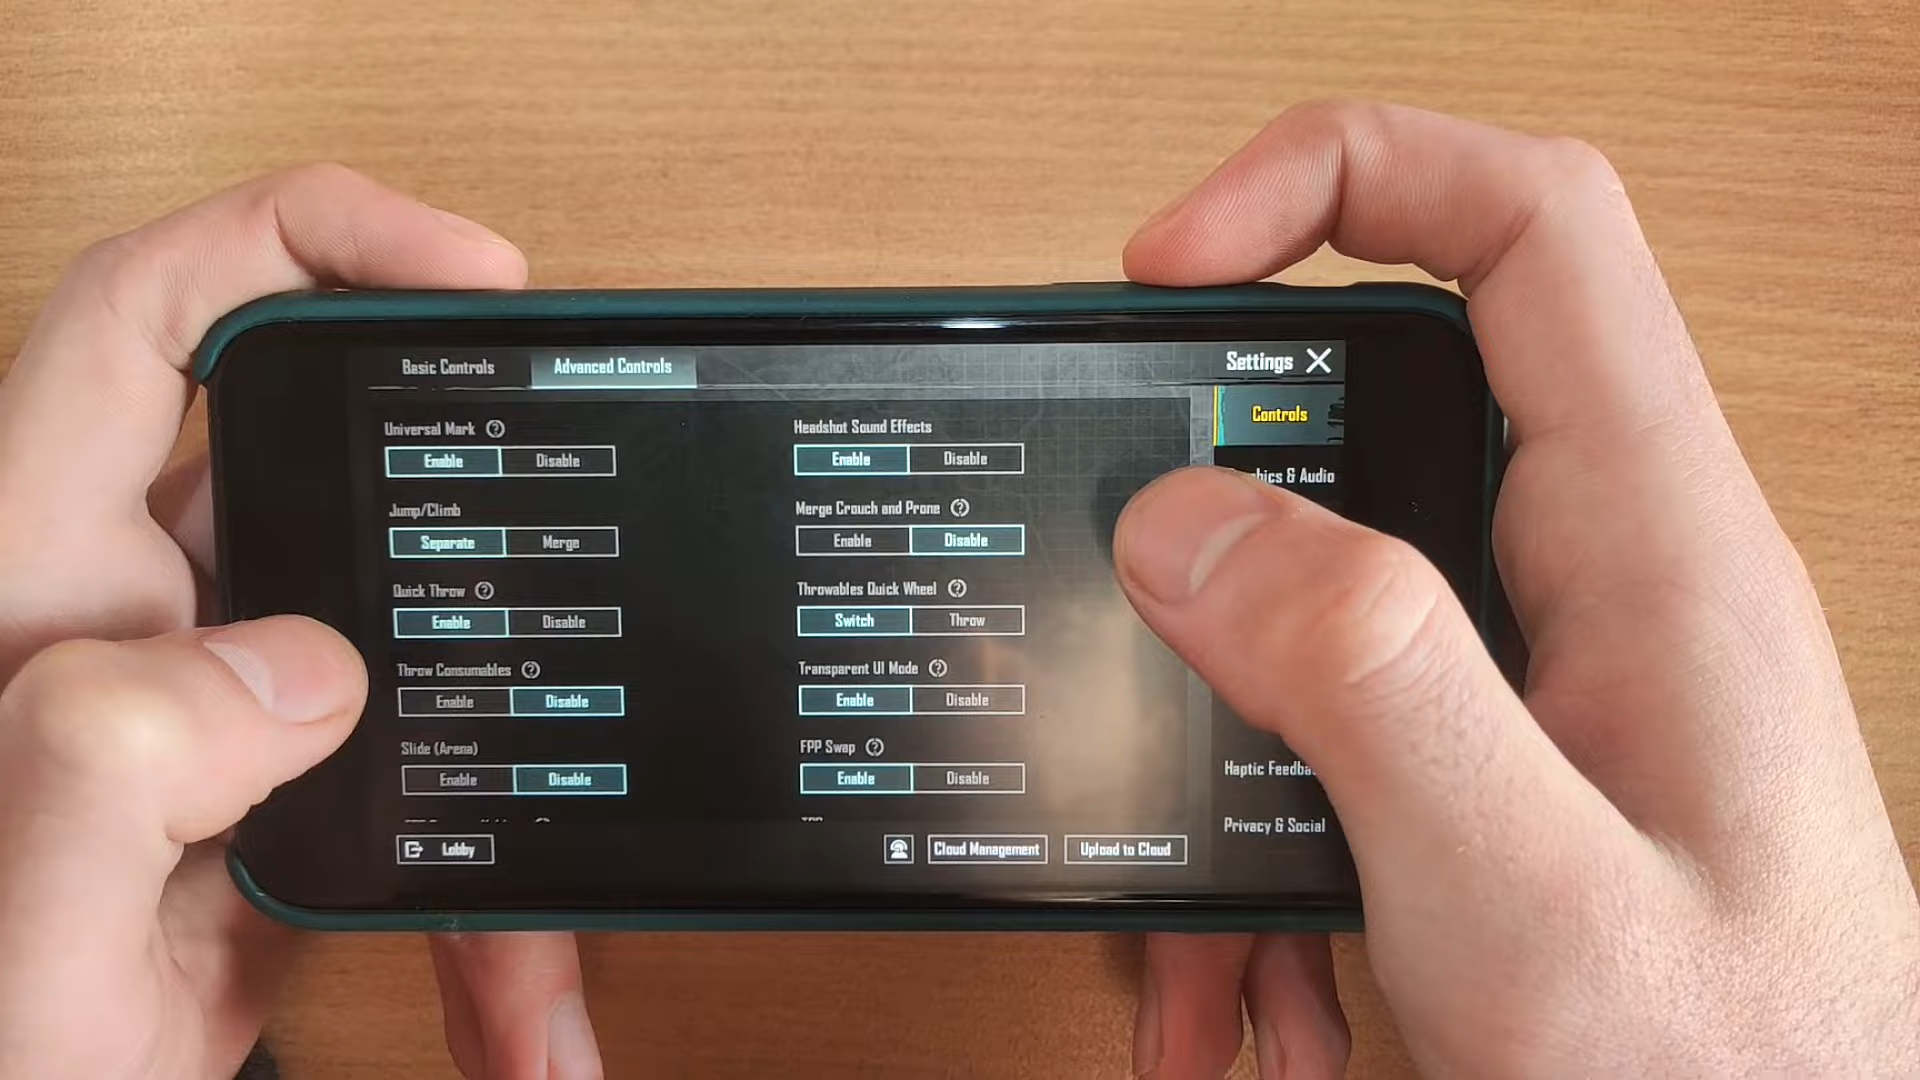 Basic Controls
Advanced Controls
Settings
Controls
Universal Mark
Enable Disable
Headshot Sound Effects
Enable Disable
& Audio
Jump/Climb
Separate Merge
Merge Crouch and Prone
Enable Disable
Quick Throw
Enable Disable
Throwables Quick Wheel
Switch Throw
Throw Consumables
Enable Disable
Transparent UI Mode
Enable Disable
Slide (Arena)
Enable Disable
FPP Swap
Enable Disable
Haptic
Privacy & Social
Lobby
Cloud Management
Upload to Cloud